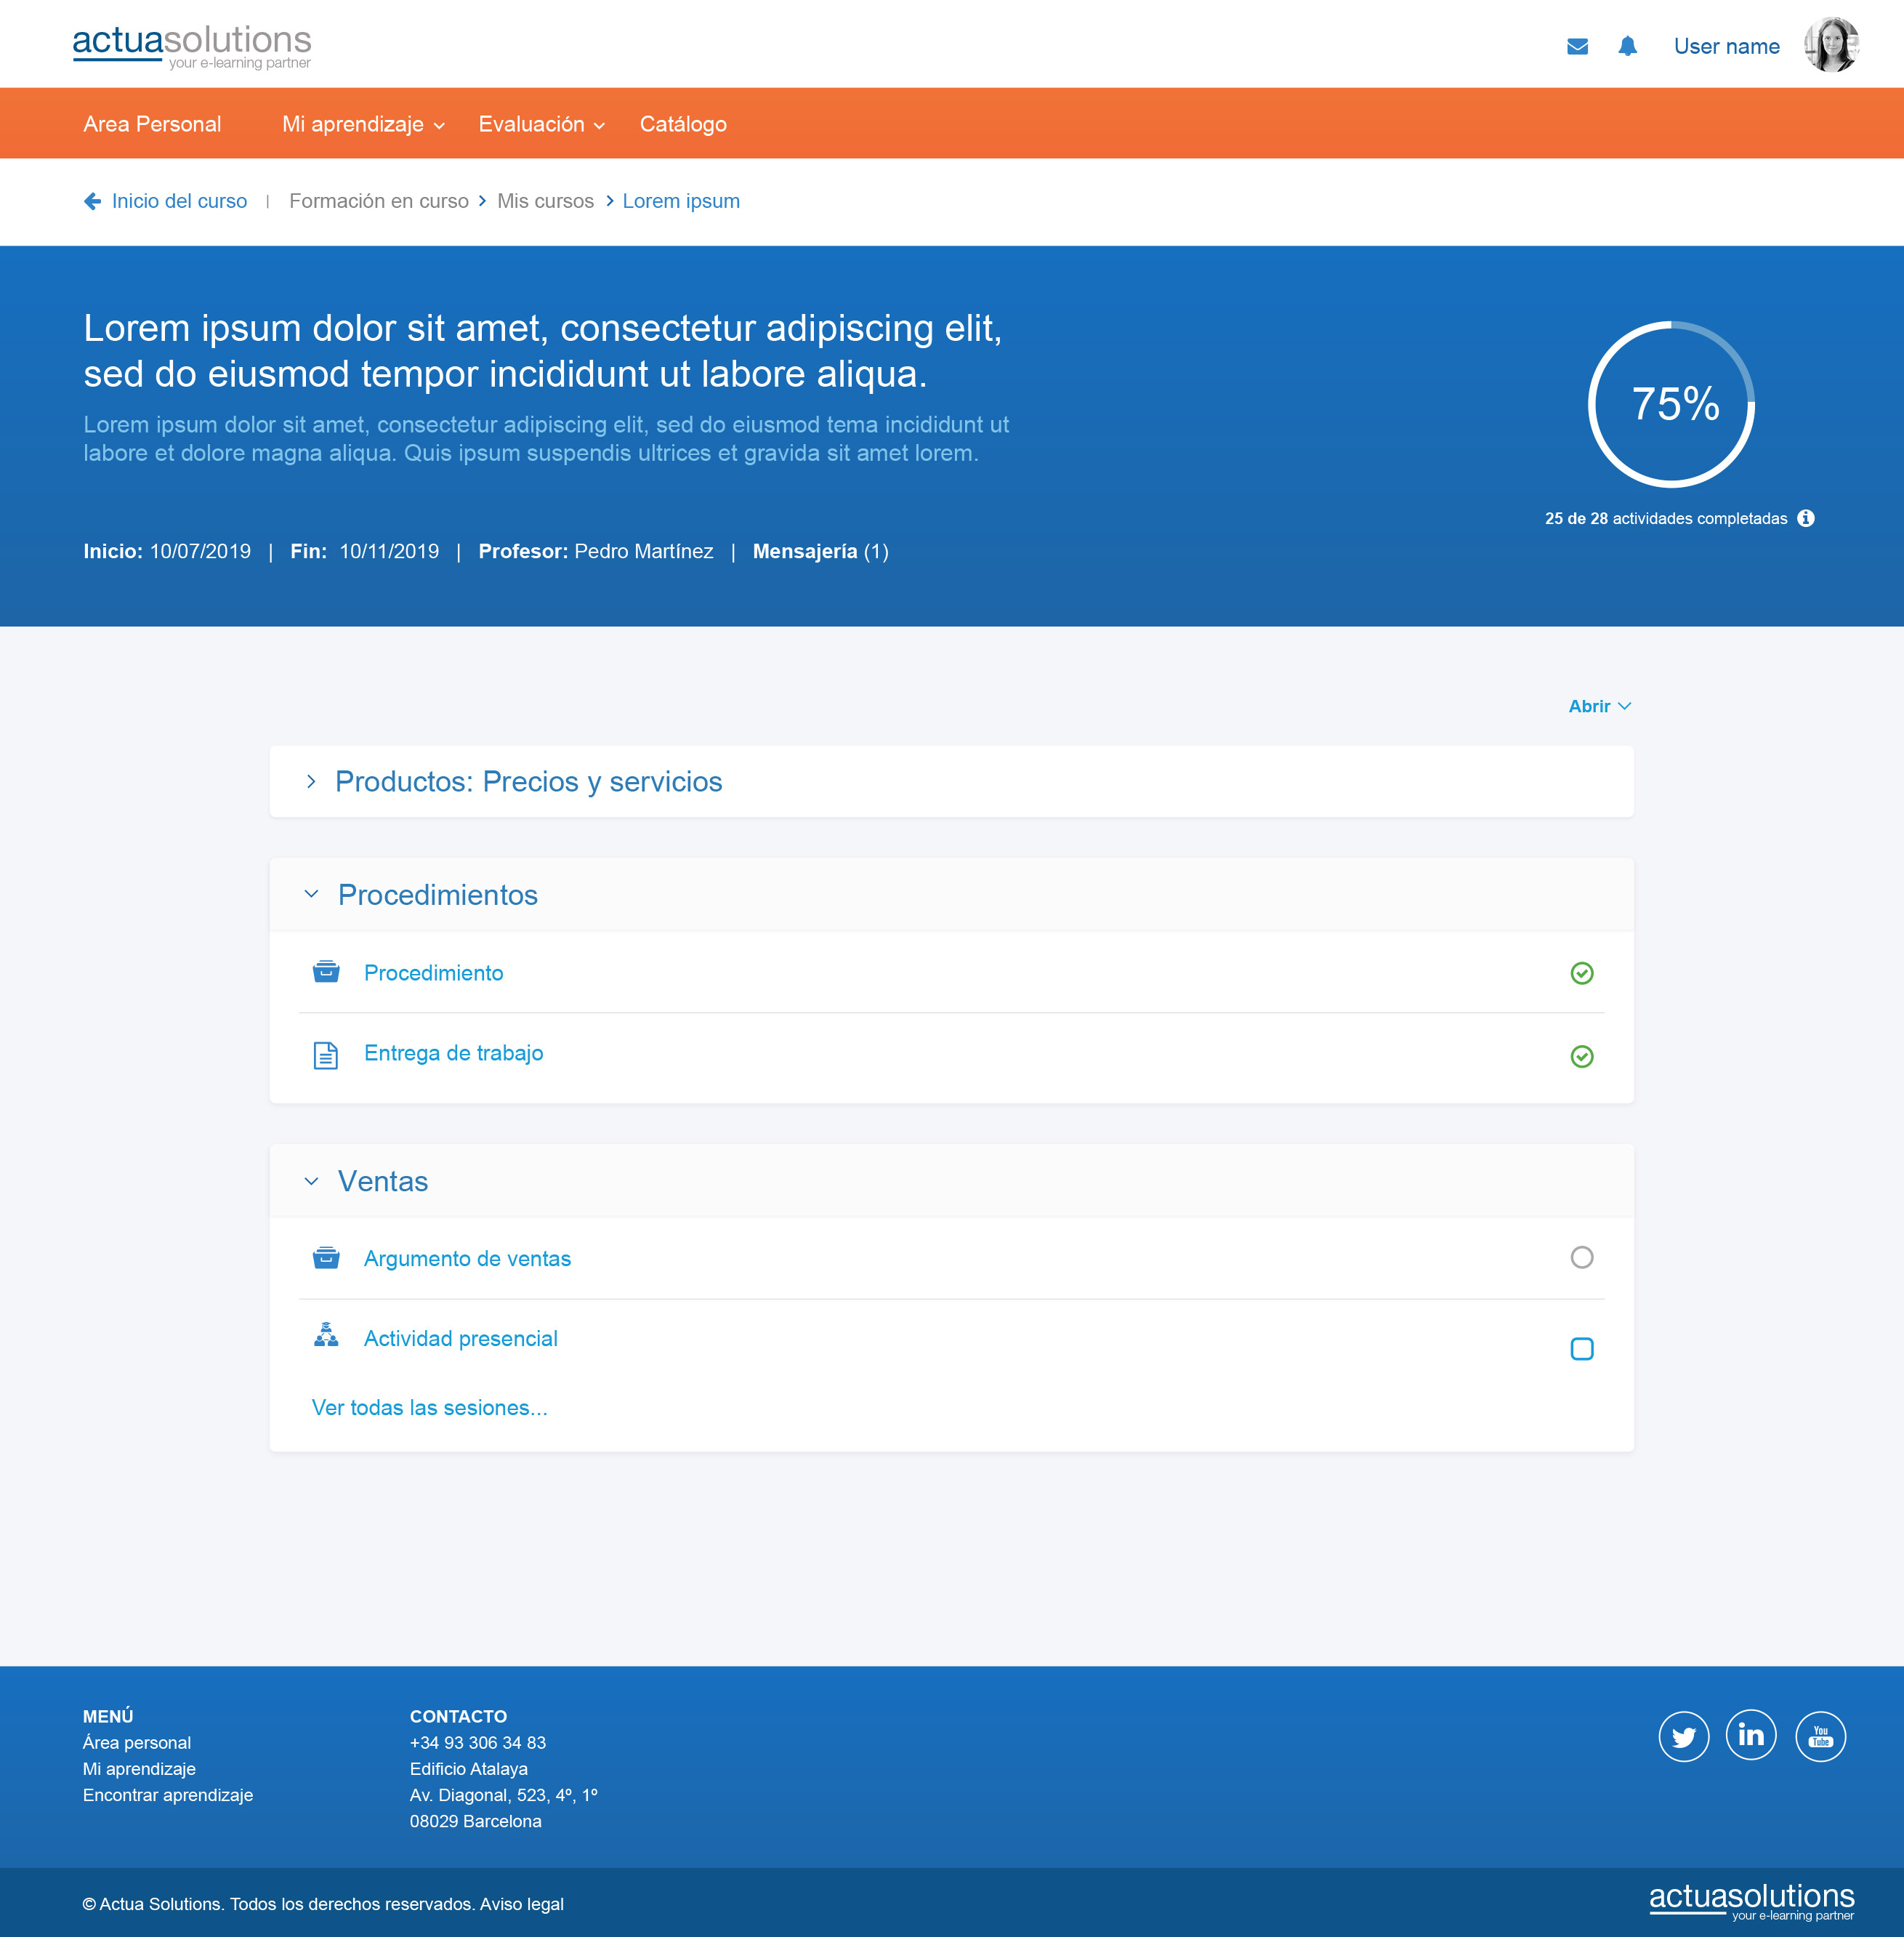 actuasolutions
your e-learning partner
User name
Area Personal Mi aprendizaje Evaluación Catálogo
Inicio del curso | Formación en curso > Mis cursos > Lorem ipsum
Lorem ipsum dolor sit amet, consectetur adipiscing elit,
sed do eiusmod tempor incididunt ut labore aliqua.
Lorem ipsum dolor sit amet, consectetur adipiscing elit, sed do eiusmod tema incididunt ut
labore et dolore magna aliqua. Quis ipsum suspendis ultrices et gravida sit amet lorem.
75%
25 de 28 actividades completadas
Inicio: 10/07/2019 | Fin: 10/11/2019 | Profesor: Pedro Martínez | Mensajería (1)
Abrir
Productos: Precios y servicios
Procedimientos
Procedimiento
Entrega de trabajo
Ventas
Argumento de ventas
Actividad presencial
Ver todas las sesiones...
MENÚ
Área personal
Mi aprendizaje
Encontrar aprendizaje
CONTACTO
+34 93 306 34 83
Edificio Atalaya
Av. Diagonal, 523, 4º, 1º
08029 Barcelona
in
You
Tube
© Actua Solutions. Todos los derechos reservados. Aviso legal
actuasolutions
your e-learning partner